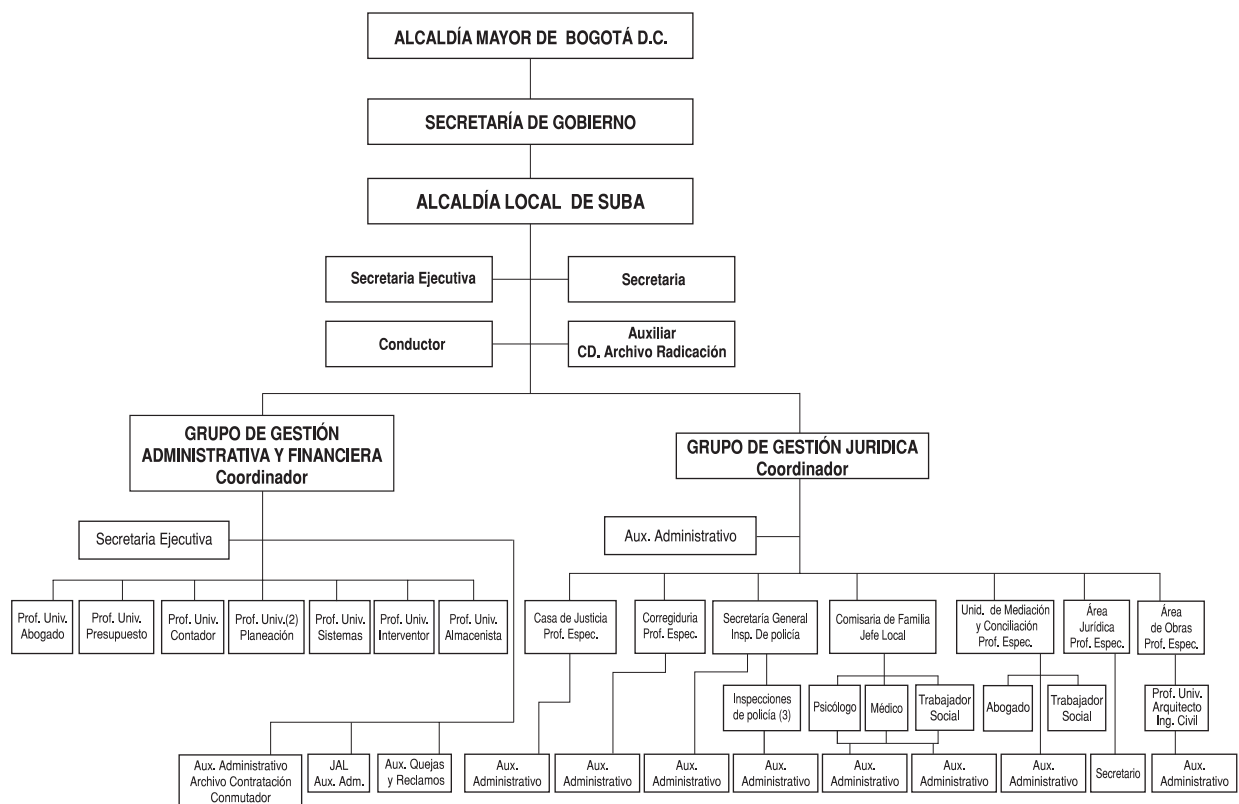 ALCALDÍA MAYOR DE BOGOTÁ D.C.
SECRETARÍA DE GOBIERNO
ALCALDÍA LOCAL DE SUBA
Secretaria Ejecutiva
Secretaria
Conductor
Auxiliar
CD. Archivo Radicación
GRUPO DE GESTIÓN
ADMINISTRATIVA Y FINANCIERA
Coordinador
GRUPO DE GESTIÓN JURIDICA
Coordinador
Secretaria Ejecutiva
Aux. Administrativo
Prof. Univ.
Abogado
Prof. Univ.
Presupuesto
Prof. Univ.
Contador
Prof. Univ.(2)
Planeación
Prof. Univ.
Sistemas
Prof. Univ.
Interventor
Prof. Univ.
Almacenista
Casa de Justicia
Prof. Espec.
Corregiduria
Prof. Espec.
Secretaría General
Insp. De policía
Comisaria de Familia
Jefe Local
Unid. de Mediación
y Conciliación
Prof. Espec.
Área
Jurídica
Prof. Espec.
Área
de Obras
Prof. Espec.
Inspecciones
de policía (3)
Psicólogo
Médico
Trabajador
Social
Abogado
Trabajador
Social
Prof. Univ.
Arquitecto
Ing. Civil
Aux. Administrativo
Archivo Contratación
Conmutador
JAL
Aux. Adm.
Aux. Quejas
y Reclamos
Aux.
Administrativo
Aux.
Administrativo
Aux.
Administrativo
Aux.
Administrativo
Aux.
Administrativo
Aux.
Administrativo
Aux.
Administrativo
Secretario
Aux.
Administrativo